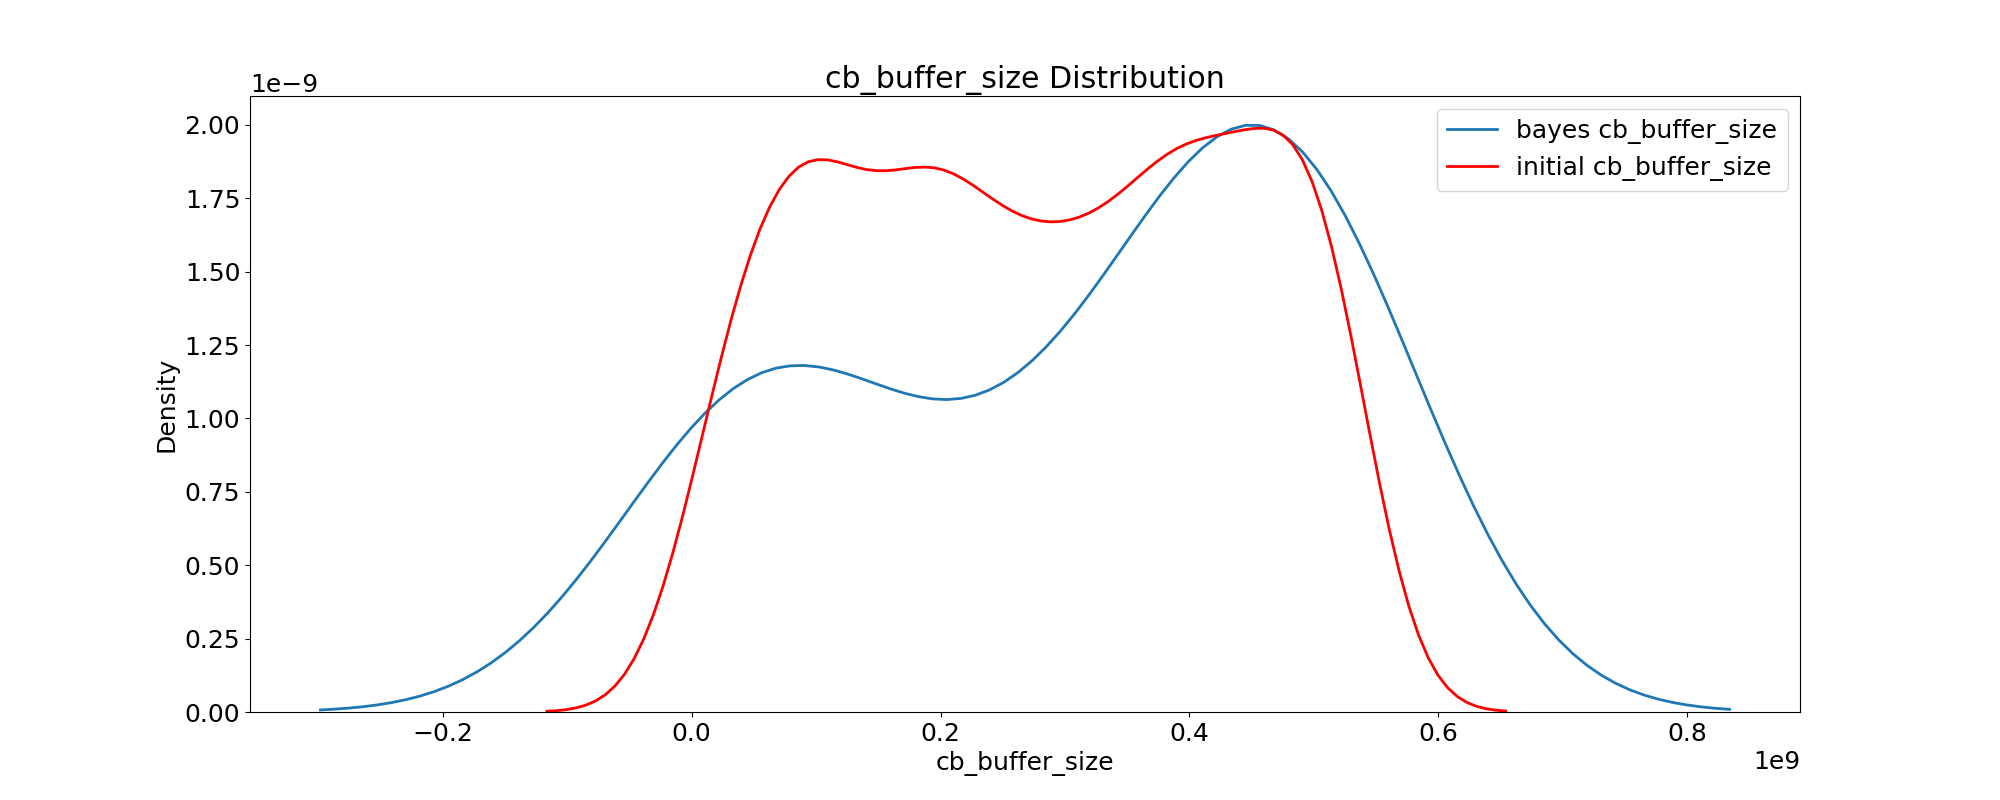 cb_buffer_size Distribution
1e−9
bayes cb_buffer_size
initial cb_buffer_size
2.00
1.75
1.50
1.25
1.00
0.75
0.50
0.25
0.00
Density
−0.2
0.0
0.2
0.4
0.6
0.8
cb_buffer_size
1e9